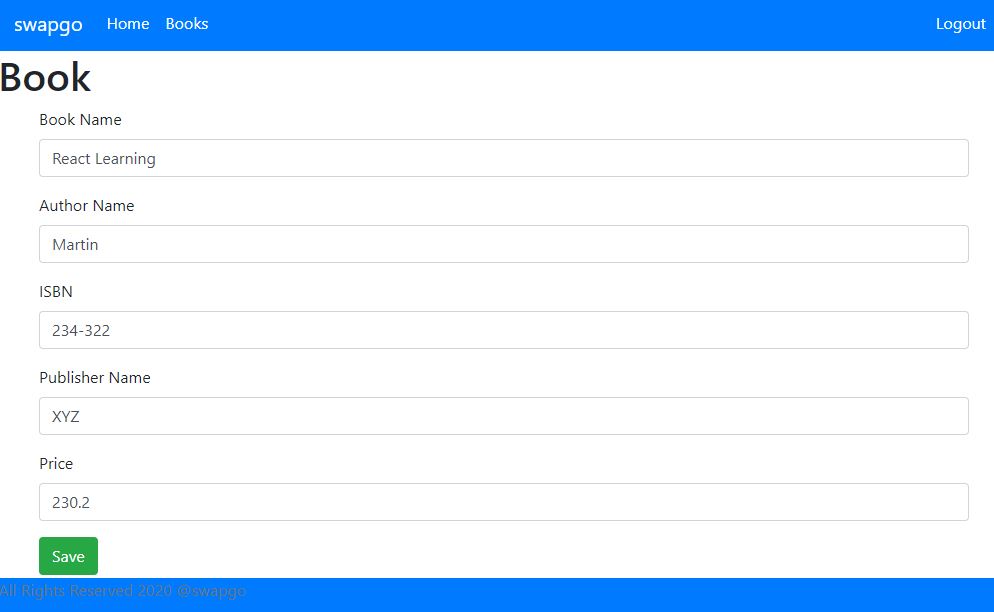 swapgo Home Books Logout
Book
Book Name
React Learning
Author Name
Martin
ISBN
234-322
Publisher Name
XYZ
Price
230.2
Save
All Rights Reserved 2020 @swapgo